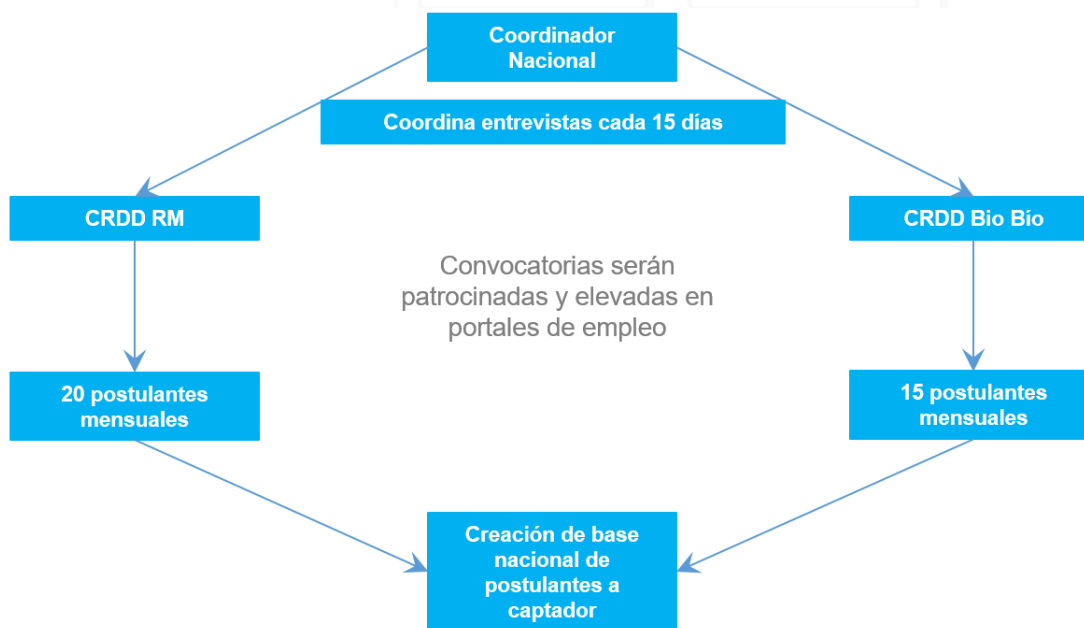 Coordinador
Nacional
Coordina entrevistas cada 15 días
CRDD RM
CRDD Bio Bío
Convocatorias serán
patrocinadas y elevadas en
portales de empleo
20 postulantes
mensuales
15 postulantes
mensuales
Creación de base
nacional de
postulantes a
captador